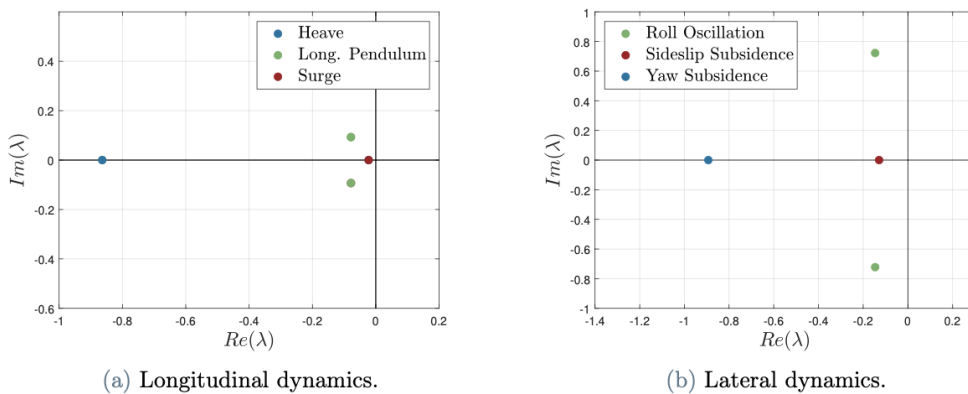 Heave
Long. Pendulum
Surge
0.4
0.2
0
-0.2
-0.4
-0.6
-1
-0.8
-0.6
-0.4
-0.2
0
0.2
Im(λ)
Re(λ)
(a) Longitudinal dynamics.
Roll Oscillation
Sideslip Subsidence
Yaw Subsidence
1
0.8
0.6
0.4
0.2
0
-0.2
-0.4
-0.6
-0.8
-1
-1.4
-1.2
-1
-0.8
-0.6
-0.4
-0.2
0
0.2
Im(λ)
Re(λ)
(b) Lateral dynamics.